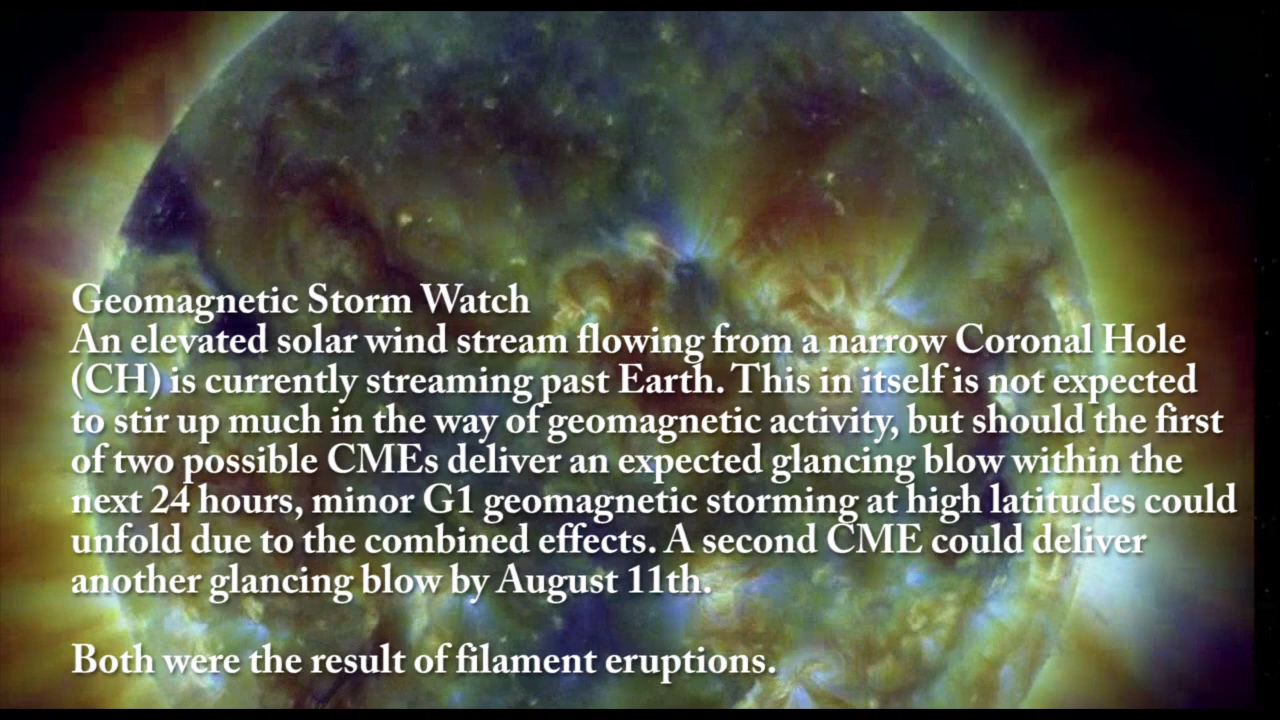 Geomagnetic Storm Watch
An elevated solar wind stream flowing from a narrow Coronal Hole
(CH) is currently streaming past Earth. This in itself is not expected
to stir up much in the way of geomagnetic activity, but should the first
of two possible CMEs deliver an expected glancing blow within the
next 24 hours, minor G1 geomagnetic storming at high latitudes could
unfold due to the combined effects. A second CME could deliver
another glancing blow by August 11th.
Both were the result of filament eruptions.